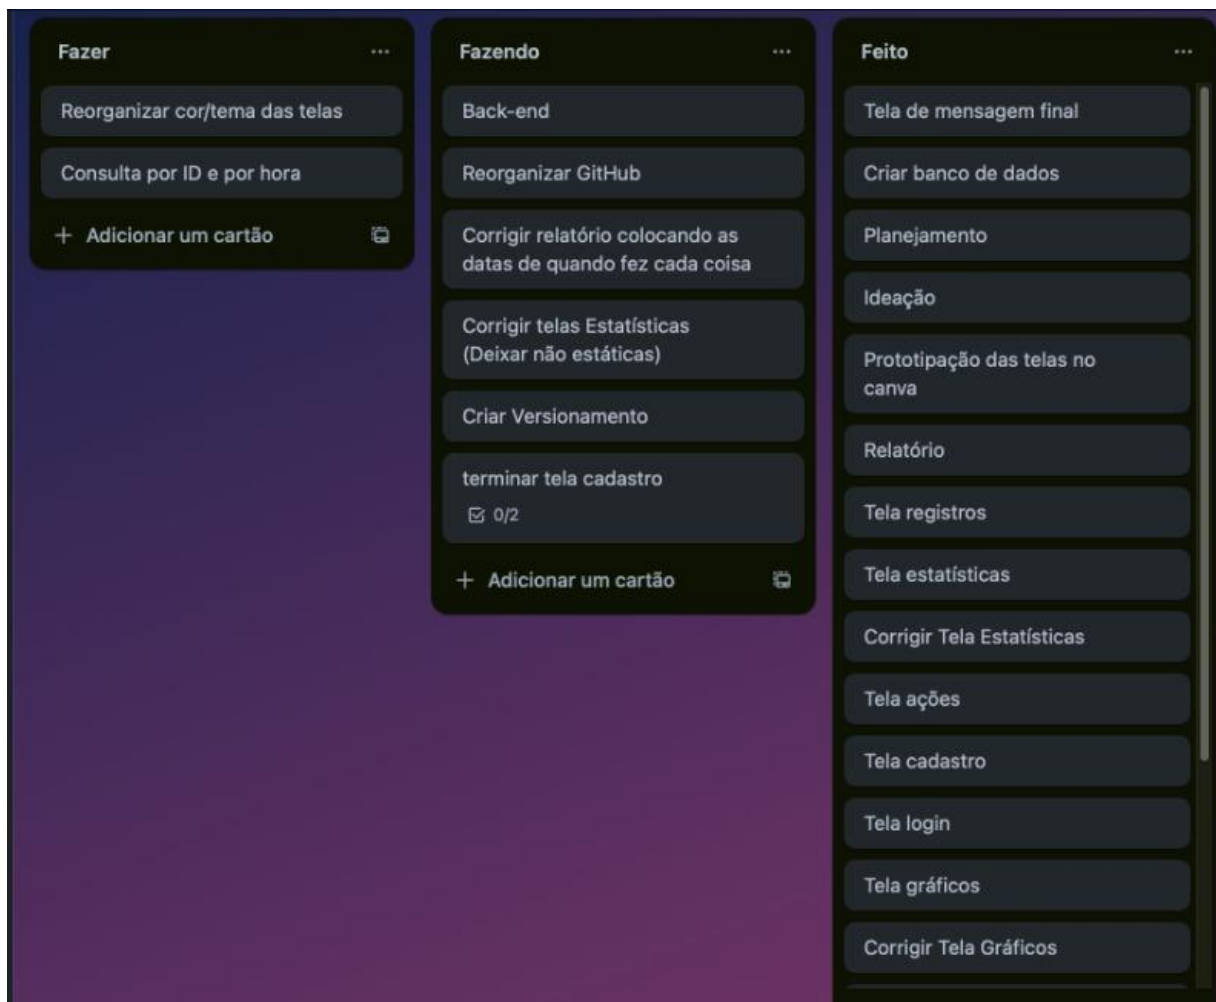 Fazer
Reorganizar cor/tema das telas
Consulta por ID e por hora
+ Adicionar um cartão
Fazendo
Back-end
Reorganizar GitHub
Corrigir relatório colocando as
datas de quando fez cada coisa
Corrigir telas Estatísticas
(Deixar não estáticas)
Criar Versionamento
terminar tela cadastro
0/2
+ Adicionar um cartão
Feito
Tela de mensagem final
Criar banco de dados
Planejamento
Ideação
Prototipação das telas no
canva
Relatório
Tela registros
Tela estatísticas
Corrigir Tela Estatísticas
Tela ações
Tela cadastro
Tela login
Tela gráficos
Corrigir Tela Gráficos